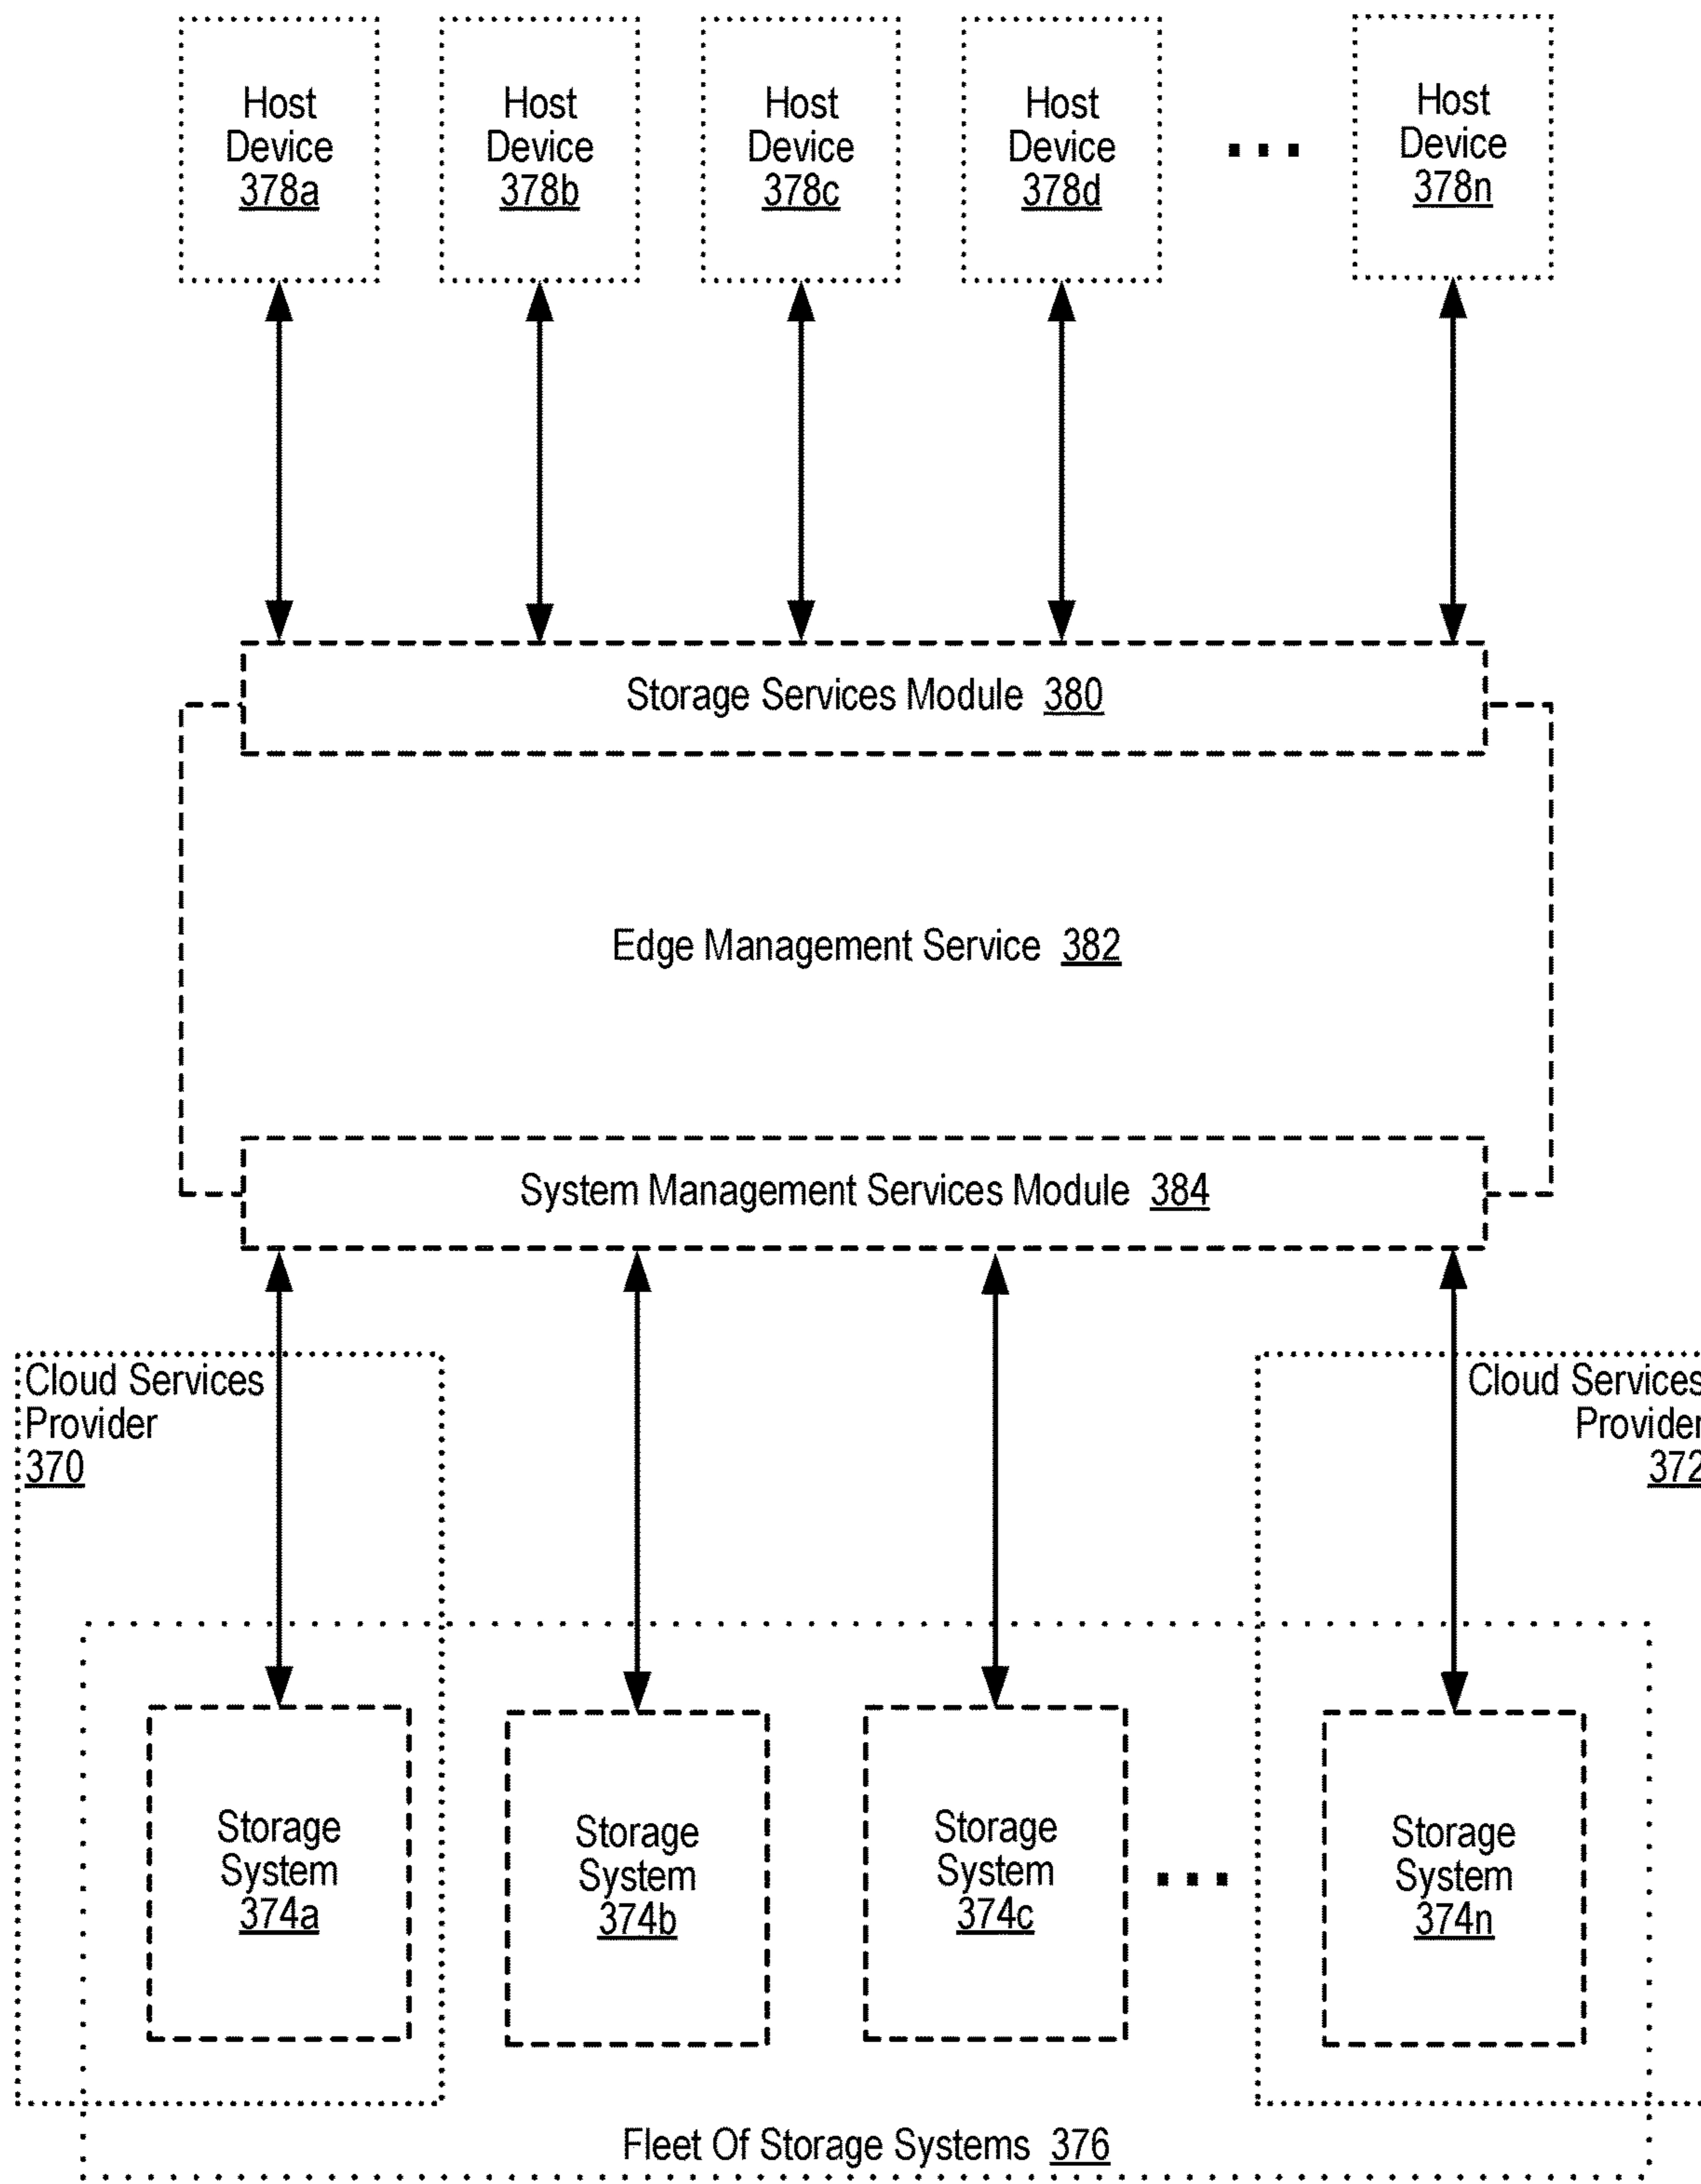 Host
Device
378a
Host
Device
378b
Host
Device
378c
Host
Device
378d
...
Host
Device
378n
Storage Services Module 380
Edge Management Service 382
System Management Services Module 384
Cloud Services
Provider
370
Cloud Services
Provider
372
Storage
System
374a
Storage
System
374b
Storage
System
374c
...
Storage
System
374n
Fleet Of Storage Systems 376